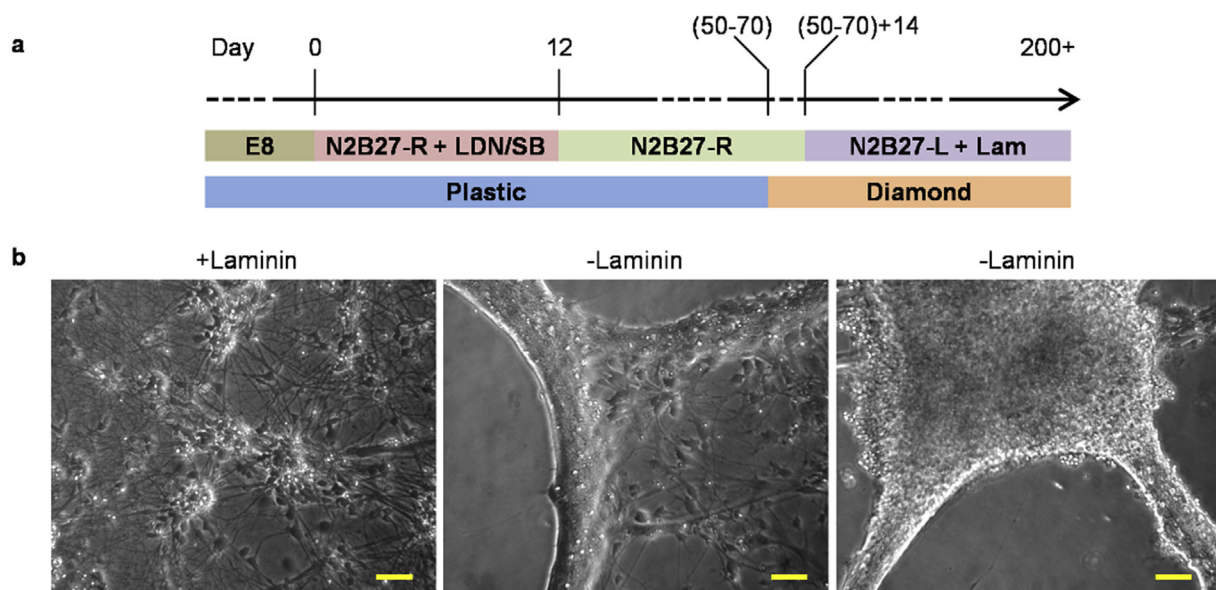 a
Day 0 12 (50-70) (50-70)+14 200+
E8 N2B27-R + LDN/SB N2B27-R N2B27-L + Lam
Plastic Diamond
b
+Laminin -Laminin -Laminin